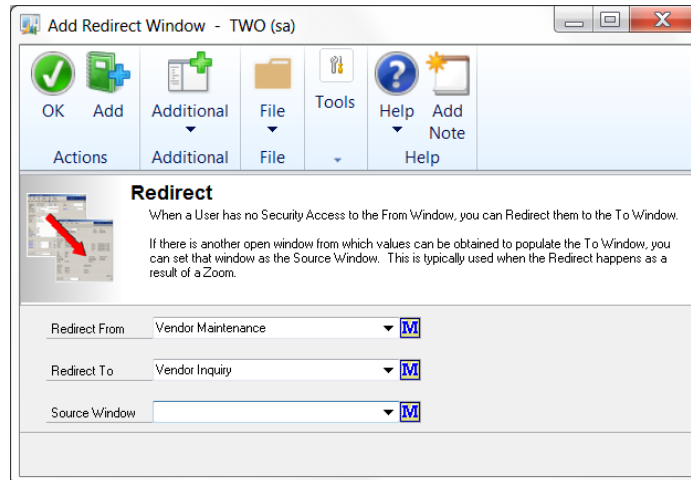 Add Redirect Window - TWO (sa)
OK Add Additional File Tools Help Add Note
Actions Additional File Help
Redirect
When a User has no Security Access to the From Window, you can Redirect them to the To Window.
If there is another open window from which values can be obtained to populate the To Window, you
can set that window as the Source Window. This is typically used when the Redirect happens as a
result of a Zoom.
Redirect From Vendor Maintenance M
Redirect To Vendor Inquiry M
Source Window M